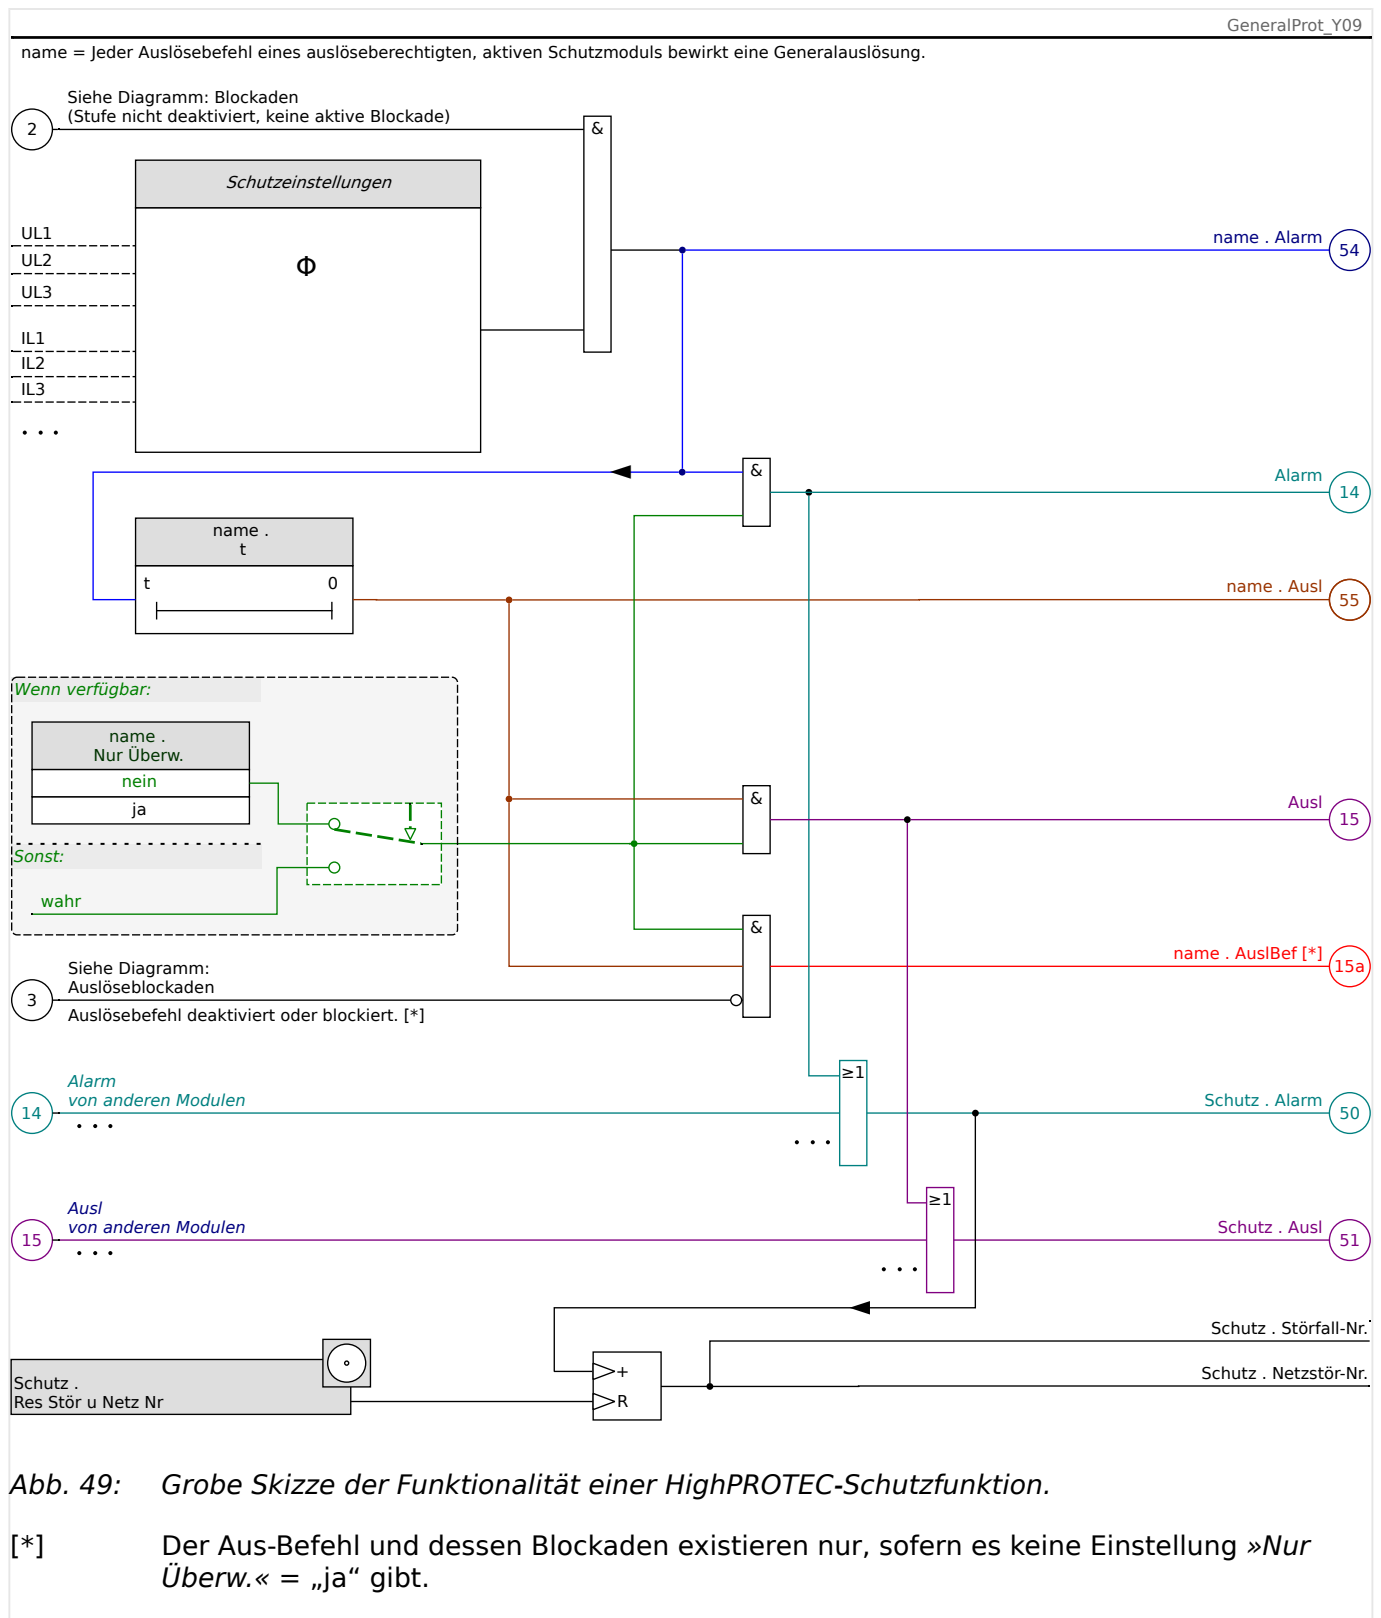 GeneralProt_Y09
name = Jeder Auslösebefehl eines auslöseberechtigten, aktiven Schutzmoduls bewirkt eine Generalauslösung.
Siehe Diagramm: Blockaden
(Stufe nicht deaktiviert, keine aktive Blockade)
2
&
Schutzeinstellungen
Φ
UL1
UL2
UL3
IL1
IL2
IL3
. . .
name . Alarm
54
&
Alarm
14
name .
t
t 0
name . Ausl
55
Wenn verfügbar:
name .
Nur Überw.
nein
ja
Sonst:
wahr
&
Ausl
15
&
name . AuslBef [*]
15a
Siehe Diagramm:
Auslöseblockaden
3
Auslösebefehl deaktiviert oder blockiert. [*]
Alarm
von anderen Modulen
14
. . .
≥1
. . .
Schutz . Alarm
50
Ausl
von anderen Modulen
15
. . .
≥1
. . .
Schutz . Ausl
51
Schutz .
Res Stör u Netz Nr
+
R
Schutz . Störfall-Nr.
Schutz . Netzstör-Nr.
Abb. 49: Grobe Skizze der Funktionalität einer HighPROTEC-Schutzfunktion.
[*] Der Aus-Befehl und dessen Blockaden existieren nur, sofern es keine Einstellung »Nur
Überw.« = „ja“ gibt.